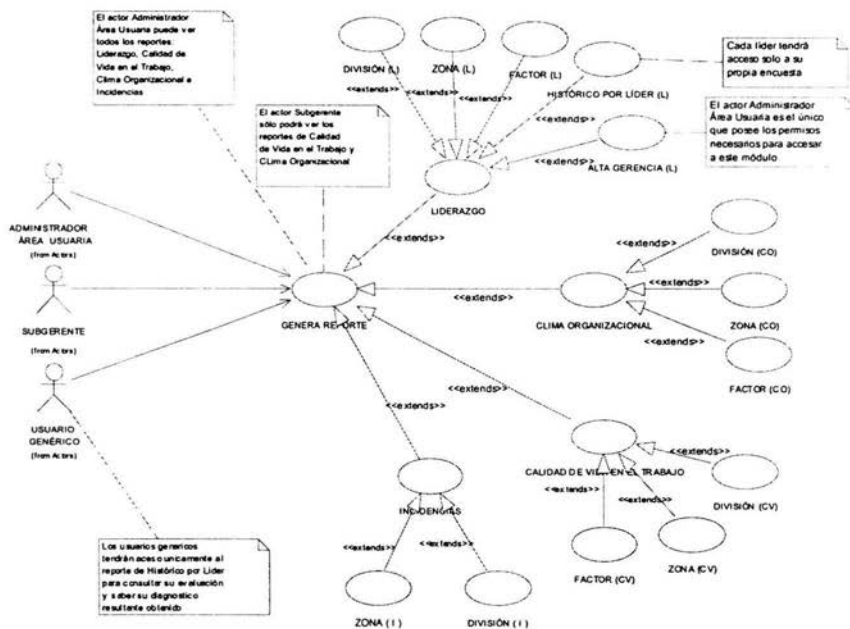 El actor Administrador
Área Usuaria puede ver
todos los reportes:
Liderazgo, Calidad de
Vida en el Trabajo,
Clima Organizacional e
Incidencias
El actor Subgerente
sólo podrá ver los
reportes de Calidad
de Vida en el Trabajo y
CLima Organizacional
DIVISIÓN (L)
ZONA (L)
FACTOR (L)
HISTÓRICO POR LÍDER (L)
ALTA GERENCIA (L)
<<extends>>
<<extends>>
<<extends>>
<<extends>>
<<extends>>
Cada líder tendrá
acceso solo a su
propia encuesta
El actor Administrador
Área Usuaria es el único
que posee los permisos
necesarios para accesar
a este módulo
LIDERAZGO
<<extends>>
ADMINISTRADOR
ÁREA USUARIA
(from Actors)
SUBGERENTE
(from Actors)
USUARIO
GENÉRICO
(from Actors)
GENERA REPORTE
<<extends>>
CLIMA ORGANIZACIONAL
<<extends>>
DIVISIÓN (CO)
<<extends>>
ZONA (CO)
<<extends>>
FACTOR (CO)
<<extends>>
<<extends>>
CALIDAD DE VIDA EN EL TRABAJO
<<extends>>
DIVISIÓN (CV)
<<extends>>
<<extends>>
FACTOR (CV)
ZONA (CV)
INCIDENCIAS
<<extends>>
<<extends>>
ZONA ( I )
DIVISIÓN ( I )
Los usuarios genericos
tendrán aceso unicamente al
reporte de Histórico por Líder
para consultar su evaluación
y saber su diagnostico
resultante obtenido